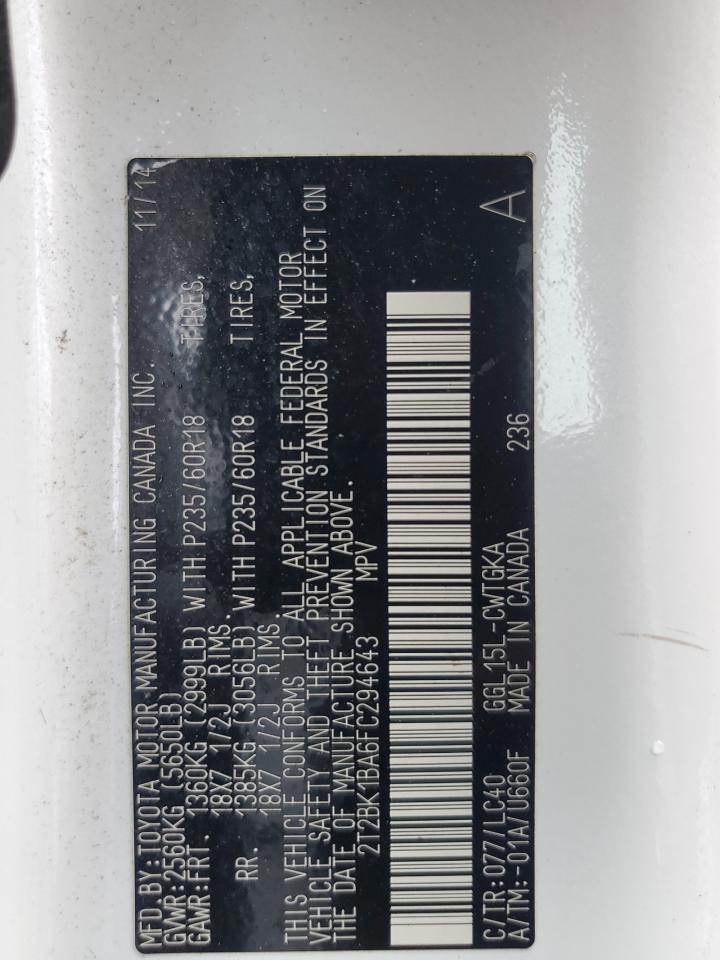 MFD.BY:TOYOTA MOTOR MANUFACTURING CANADA INC. 11/14
GVWR:2560KG (5650LB)
GAWR:FRT. 1360KG (2999LB) WITH P235/60R18 TIRES,
18X7 1/2J RIMS.
RR. 1385KG (3056LB) WITH P235/60R18 TIRES,
18X7 1/2J RIMS.
THIS VEHICLE CONFORMS TO ALL APPLICABLE FEDERAL MOTOR
VEHICLE SAFETY AND THEFT PREVENTION STANDARDS IN EFFECT ON
THE DATE OF MANUFACTURE SHOWN ABOVE.
2T2BK1BA6FC294643 MPV
C/TR:077/LC40 GGL15L-CWTGKA 236 A
A/TM:-01A/U660F MADE IN CANADA